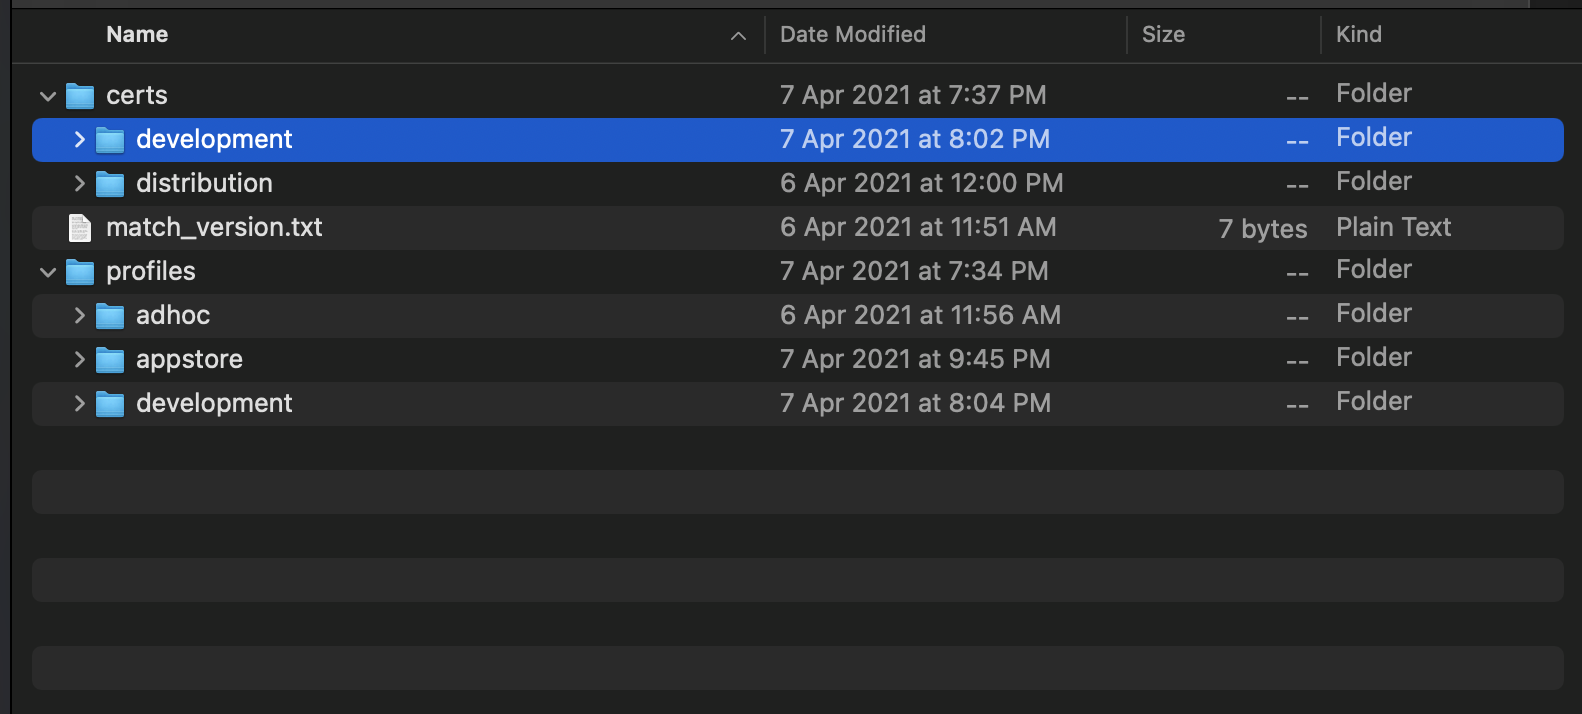 Name Date Modified Size Kind
certs 7 Apr 2021 at 7:37 PM -- Folder
development 7 Apr 2021 at 8:02 PM -- Folder
distribution 6 Apr 2021 at 12:00 PM -- Folder
match_version.txt 6 Apr 2021 at 11:51 AM 7 bytes Plain Text
profiles 7 Apr 2021 at 7:34 PM -- Folder
adhoc 6 Apr 2021 at 11:56 AM -- Folder
appstore 7 Apr 2021 at 9:45 PM -- Folder
development 7 Apr 2021 at 8:04 PM -- Folder